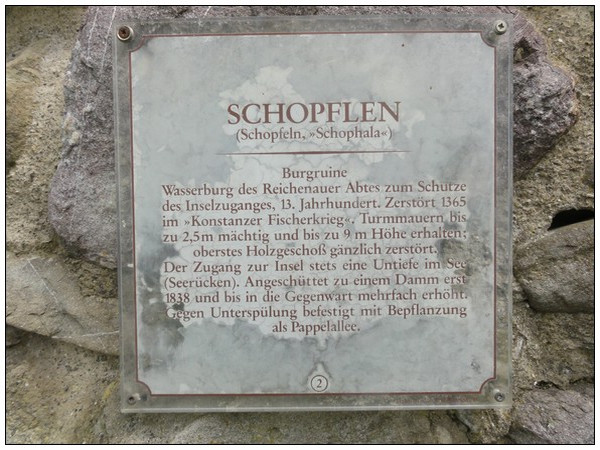 SCHOPFLEN
(Schopfeln, »Schophala«)
Burgruine
Wasserburg des Reichenauer Abtes zum Schutze
des Inselzuganges, 13. Jahrhundert. Zerstört 1365
im »Konstanzer Fischerkrieg«. Turmmauern bis
zu 2,5 m mächtig und bis zu 9 m Höhe erhalten;
oberstes Holzgeschoß gänzlich zerstört.
Der Zugang zur Insel stets eine Untiefe im See
(Seerücken). Angeschüttet zu einem Damm erst
1838 und bis in die Gegenwart mehrfach erhöht.
Gegen Unterspülung befestigt mit Bepflanzung
als Pappelallee.
2